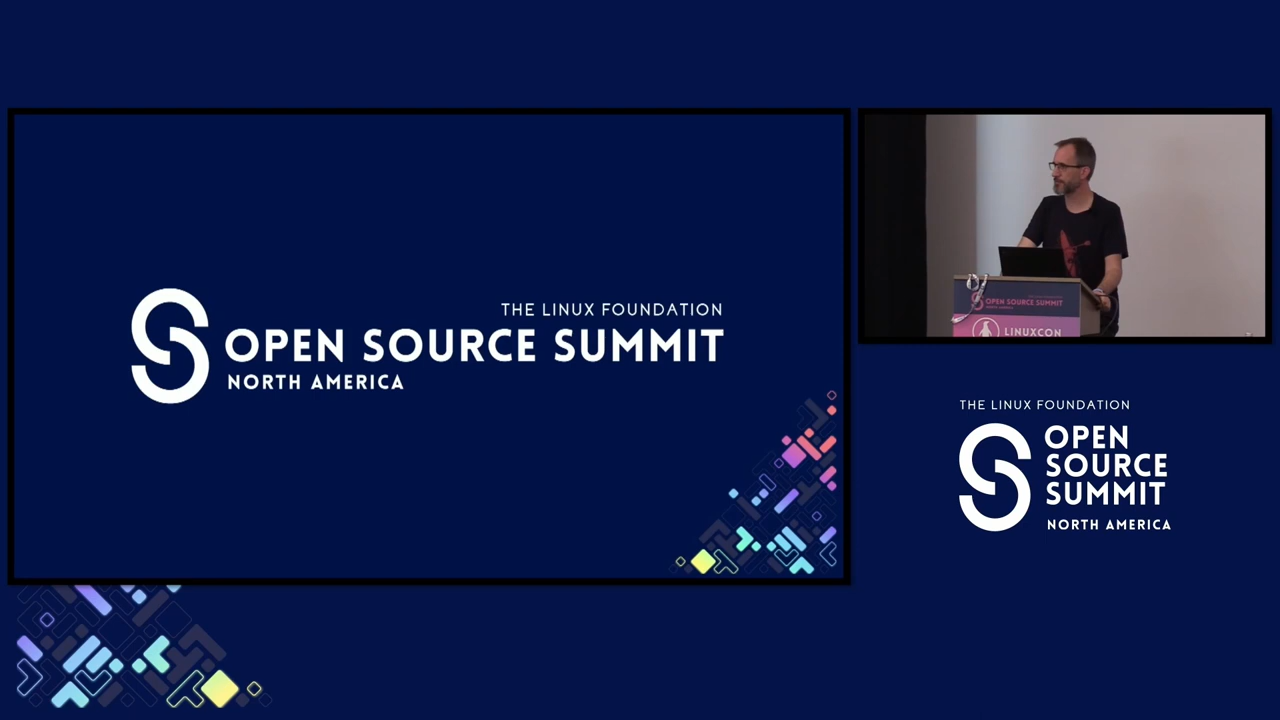 THE LINUX FOUNDATION
OPEN SOURCE SUMMIT
NORTH AMERICA
OPEN SOURCE SUMMIT
LINUXCON
THE LINUX FOUNDATION
OPEN
SOURCE
SUMMIT
NORTH AMERICA